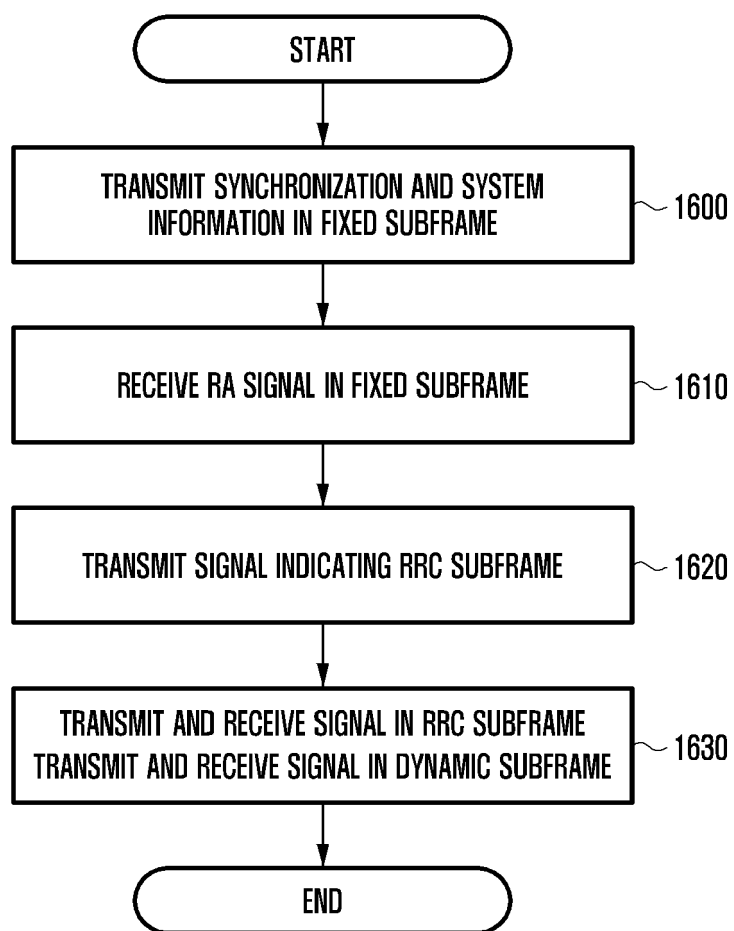 START
TRANSMIT SYNCHRONIZATION AND SYSTEM
INFORMATION IN FIXED SUBFRAME
1600
RECEIVE RA SIGNAL IN FIXED SUBFRAME
1610
TRANSMIT SIGNAL INDICATING RRC SUBFRAME
1620
TRANSMIT AND RECEIVE SIGNAL IN RRC SUBFRAME
TRANSMIT AND RECEIVE SIGNAL IN DYNAMIC SUBFRAME
1630
END